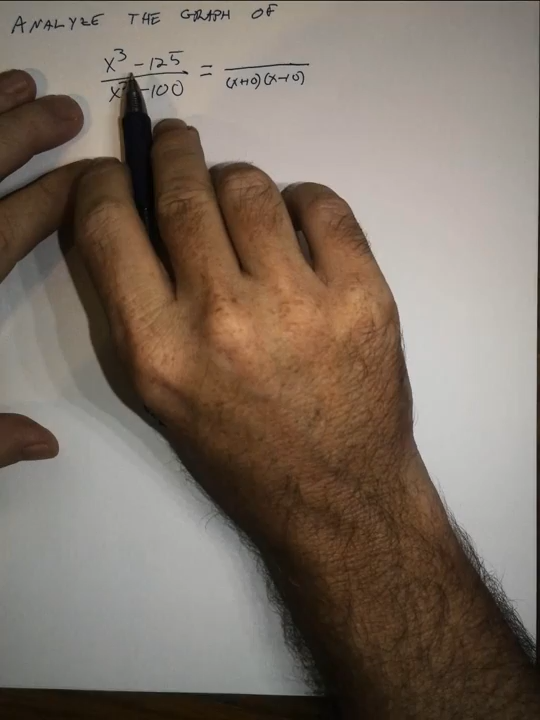 ANALYZE THE GRAPH OF
x³ - 125 / x² - 100 = / (x+10)(x-10)